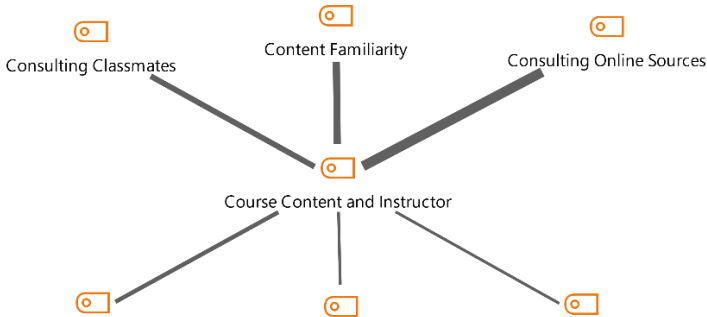 Content Familiarity
Consulting Classmates
Consulting Online Sources
Course Content and Instructor